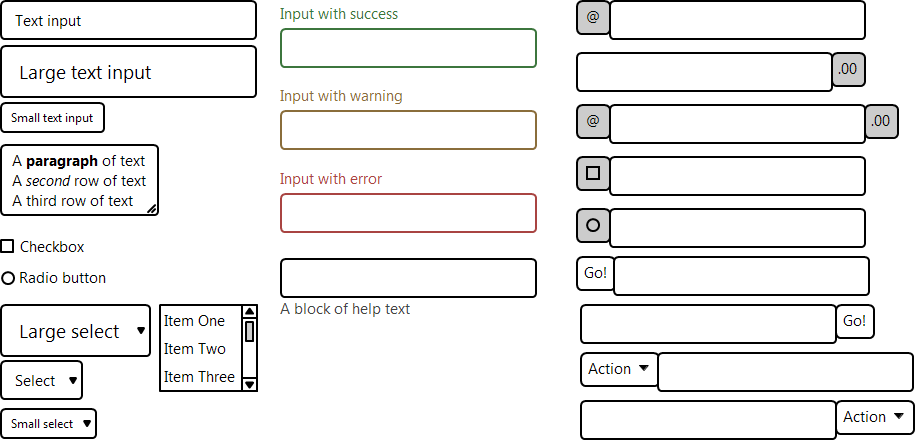 Text input
Large text input
Small text input
A paragraph of text
A second row of text
A third row of text
Checkbox
Radio button
Large select
Select
Small select
Item One
Item Two
Item Three
Input with success
Input with warning
Input with error
A block of help text
@
.00
@ .00
Go!
Go!
Action
Action